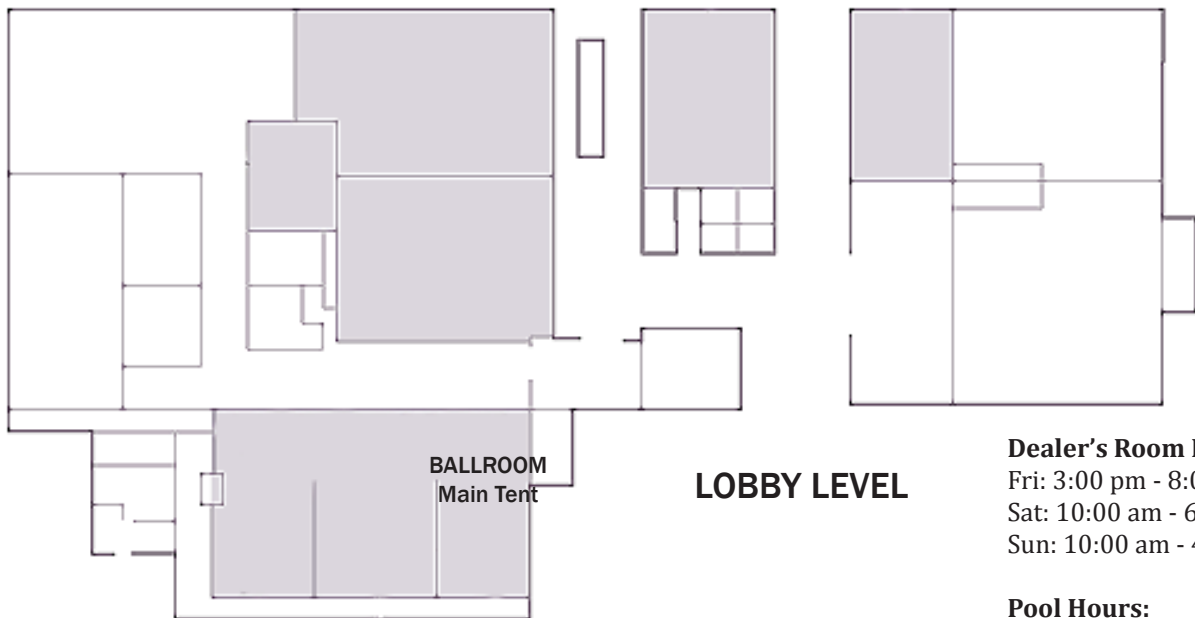 BALLROOM
Main Tent
LOBBY LEVEL
Dealer's Room
Fri: 3:00 pm - 8:0
Sat: 10:00 am - 6
Sun: 10:00 am - 4
Pool Hours: